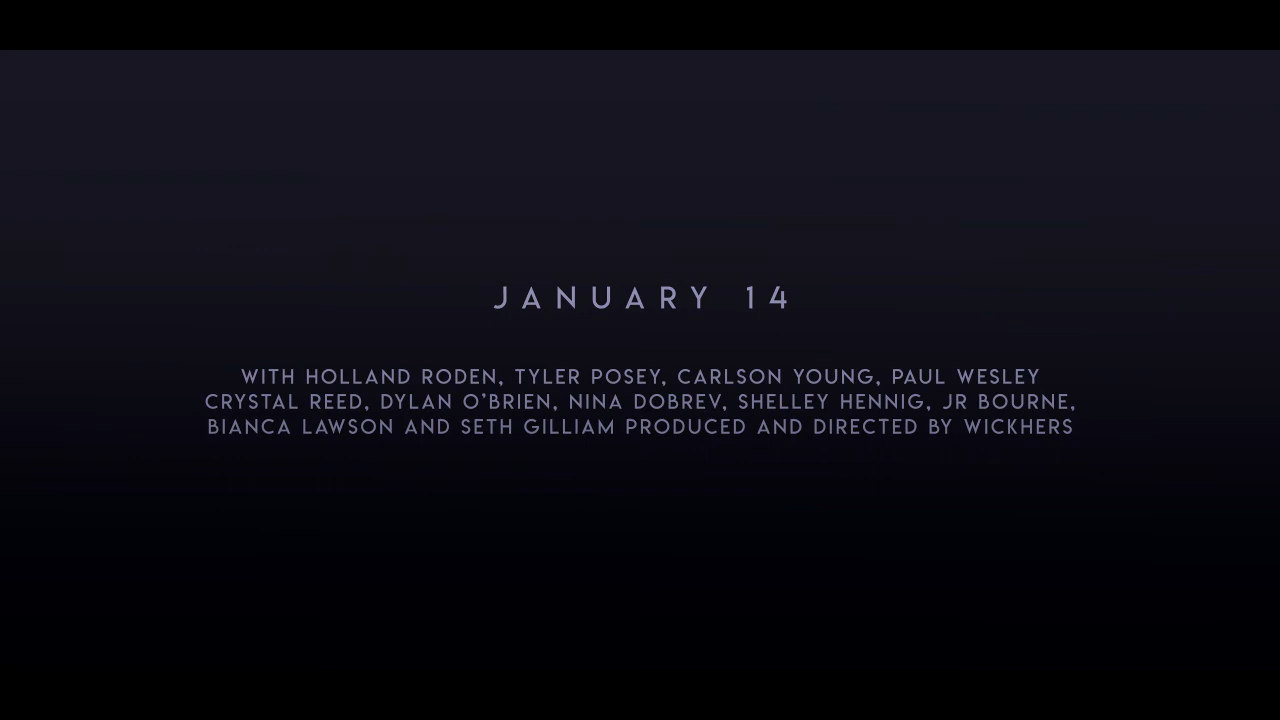 JANUARY 14
WITH HOLLAND RODEN, TYLER POSEY, CARLSON YOUNG, PAUL WESLEY
CRYSTAL REED, DYLAN O'BRIEN, NINA DOBREV, SHELLEY HENNIG, JR BOURNE,
BIANCA LAWSON AND SETH GILLIAM PRODUCED AND DIRECTED BY WICKHERS